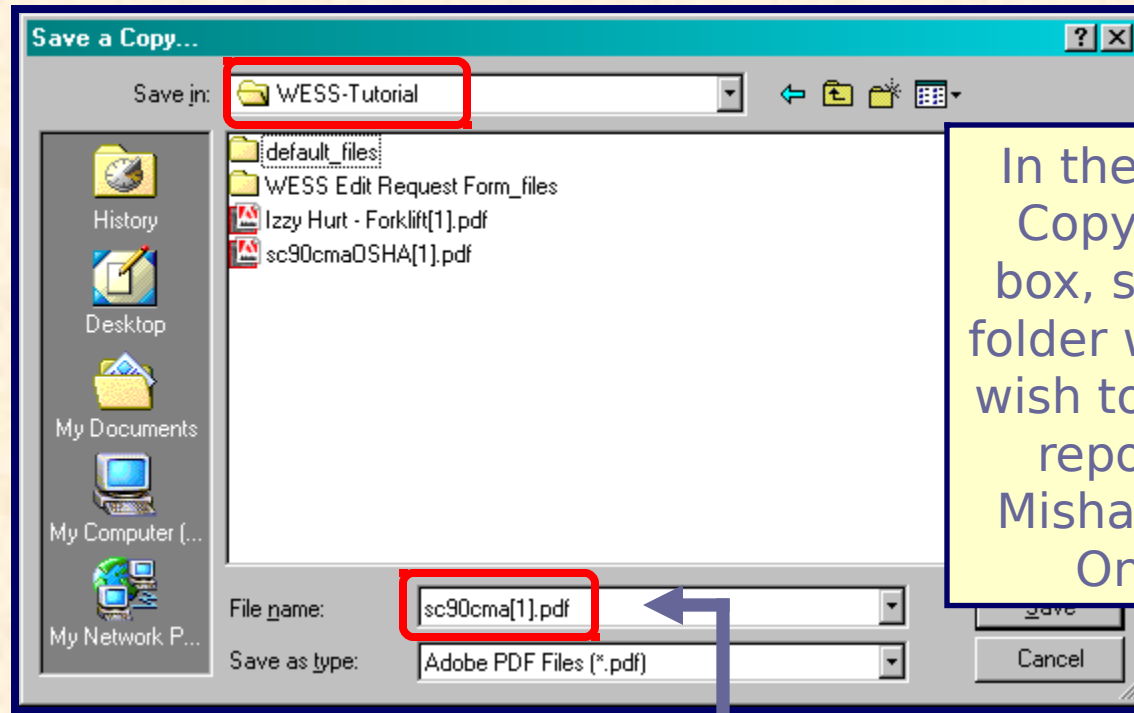 Save a Copy...
Save in:
WESS-Tutorial
History
Desktop
My Documents
My Computer (...
My Network P...
default_files
WESS Edit Request Form_files
Izzy Hurt - Forklift[1].pdf
sc90cmaOSHA[1].pdf
In the
Copy
box, s
folder w
wish to
repo
Misha
On
File name:
sc90cma[1].pdf
Save
Save as type:
Adobe PDF Files (*.pdf)
Cancel